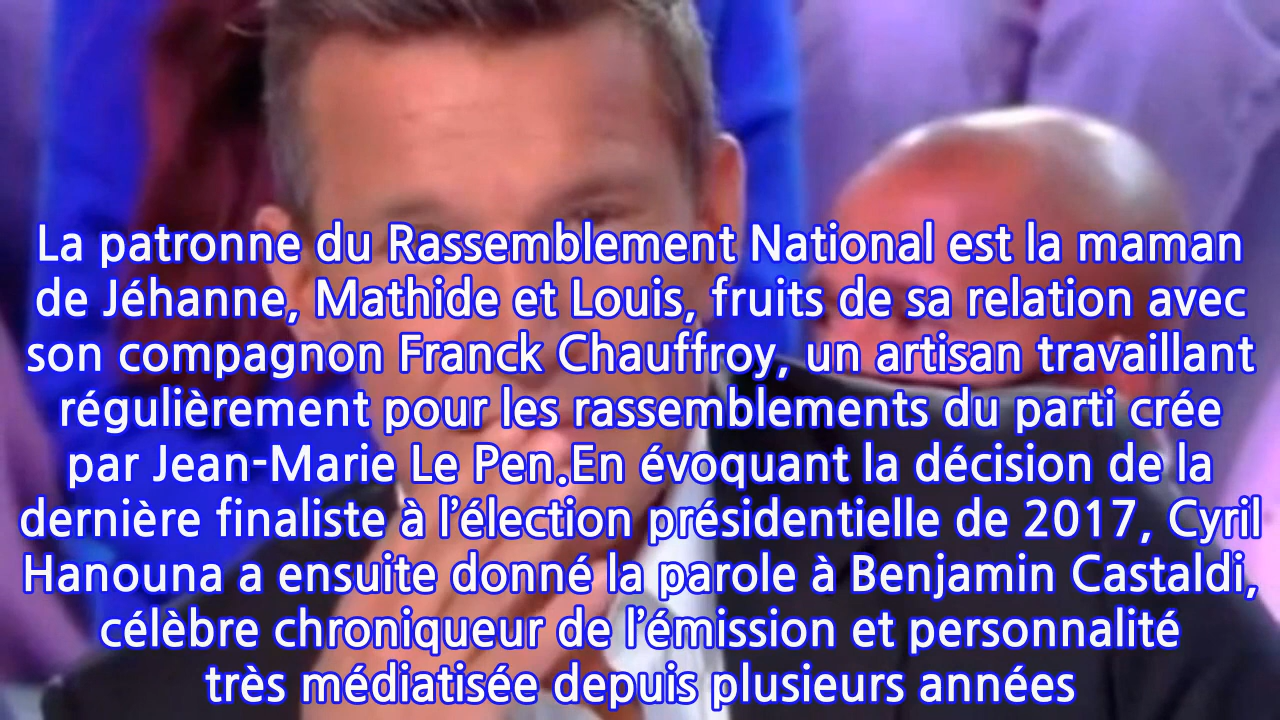 La patronne du Rassemblement National est la maman
de Jéhanne, Mathide et Louis, fruits de sa relation avec
son compagnon Franck Chauffroy, un artisan travaillant
régulièrement pour les rassemblements du parti crée
par Jean-Marie Le Pen.En évoquant la décision de la
dernière finaliste à l’élection présidentielle de 2017, Cyril
Hanouna a ensuite donné la parole à Benjamin Castaldi,
célèbre chroniqueur de l’émission et personnalité
très médiatisée depuis plusieurs années